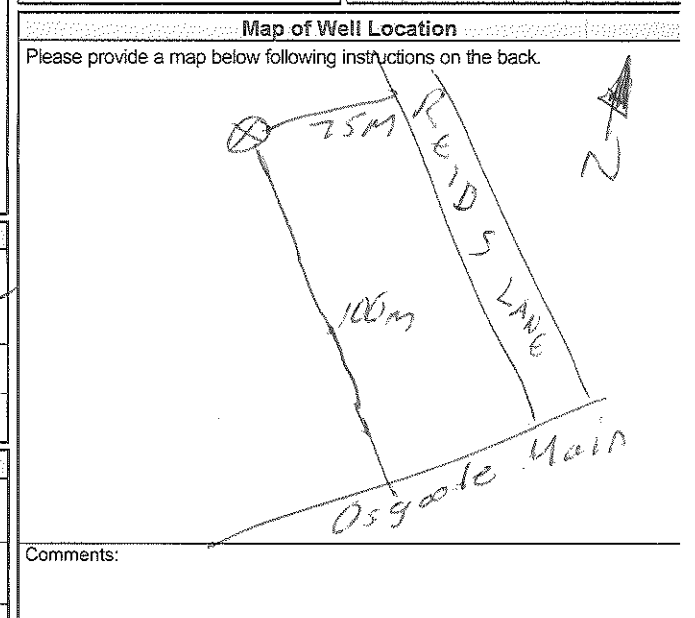 Map of Well Location
Please provide a map below following instructions on the back.
75M
REIDS LANE
N
100M
Osgoode Main
Comments: